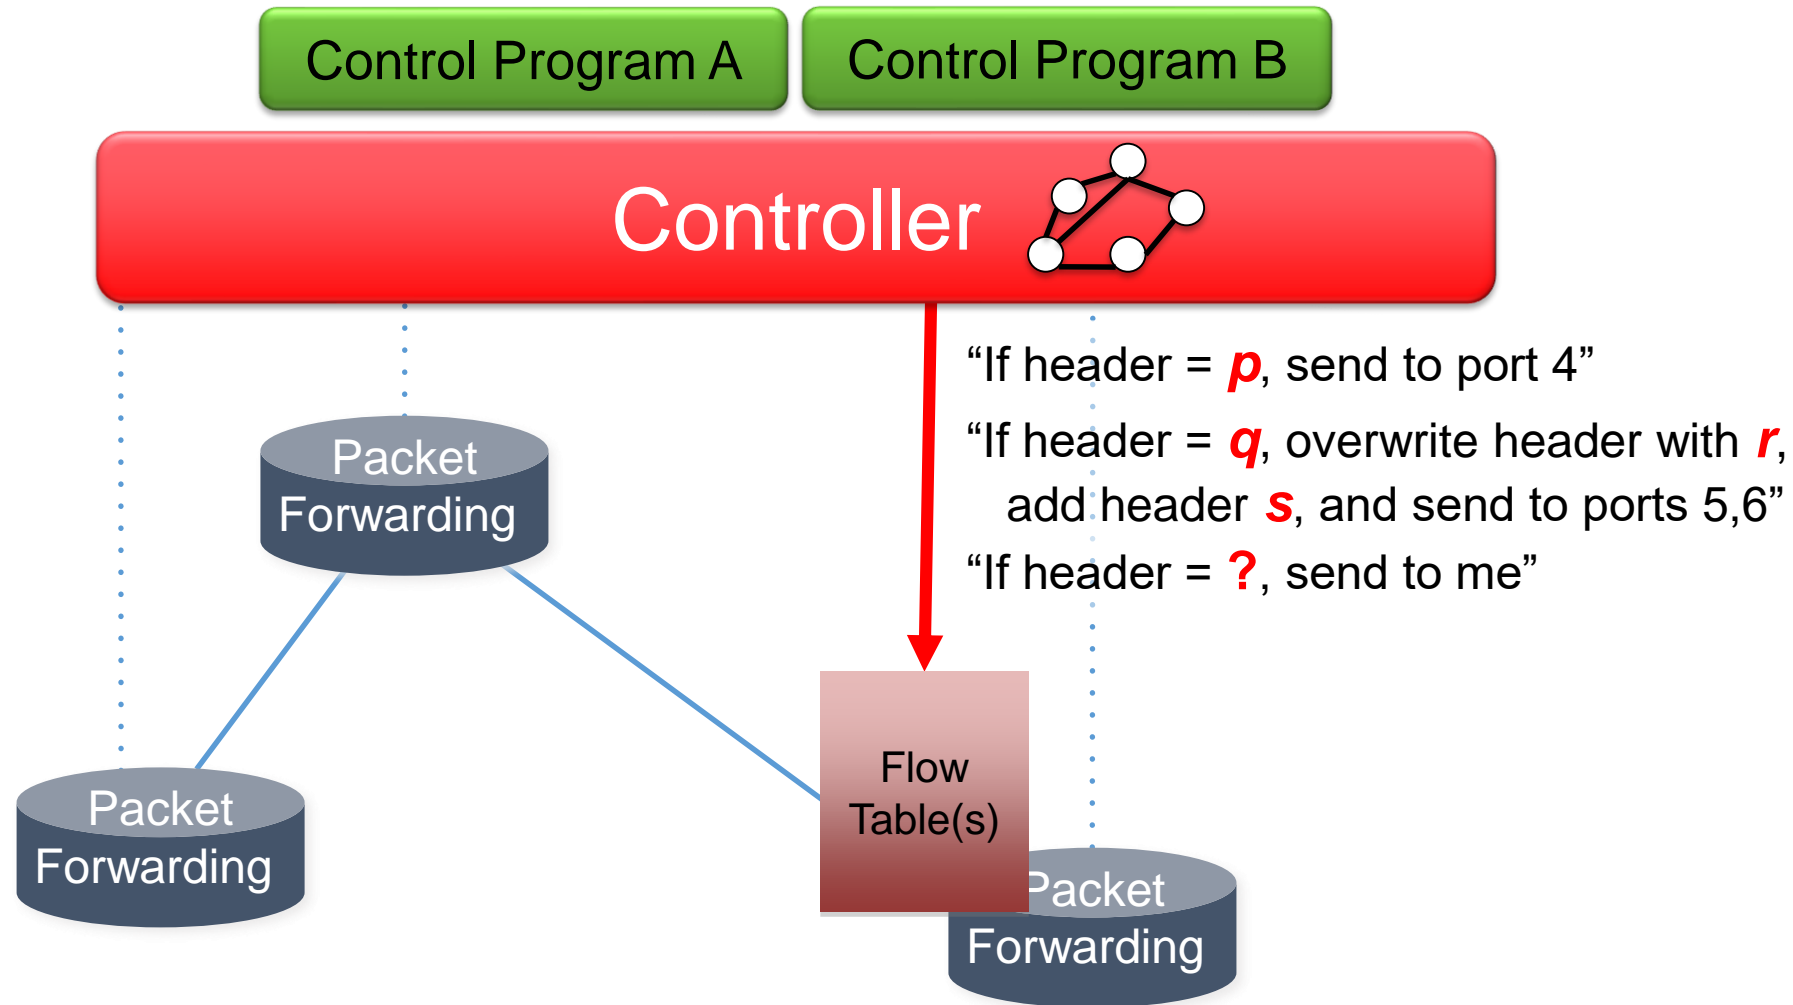 Control Program A
Control Program B
Controller
“If header = p, send to port 4”
“If header = q, overwrite header with r,
add header s, and send to ports 5,6”
“If header = ?, send to me”
Packet
Forwarding
Flow
Table(s)
Packet
Forwarding
Packet
Forwarding